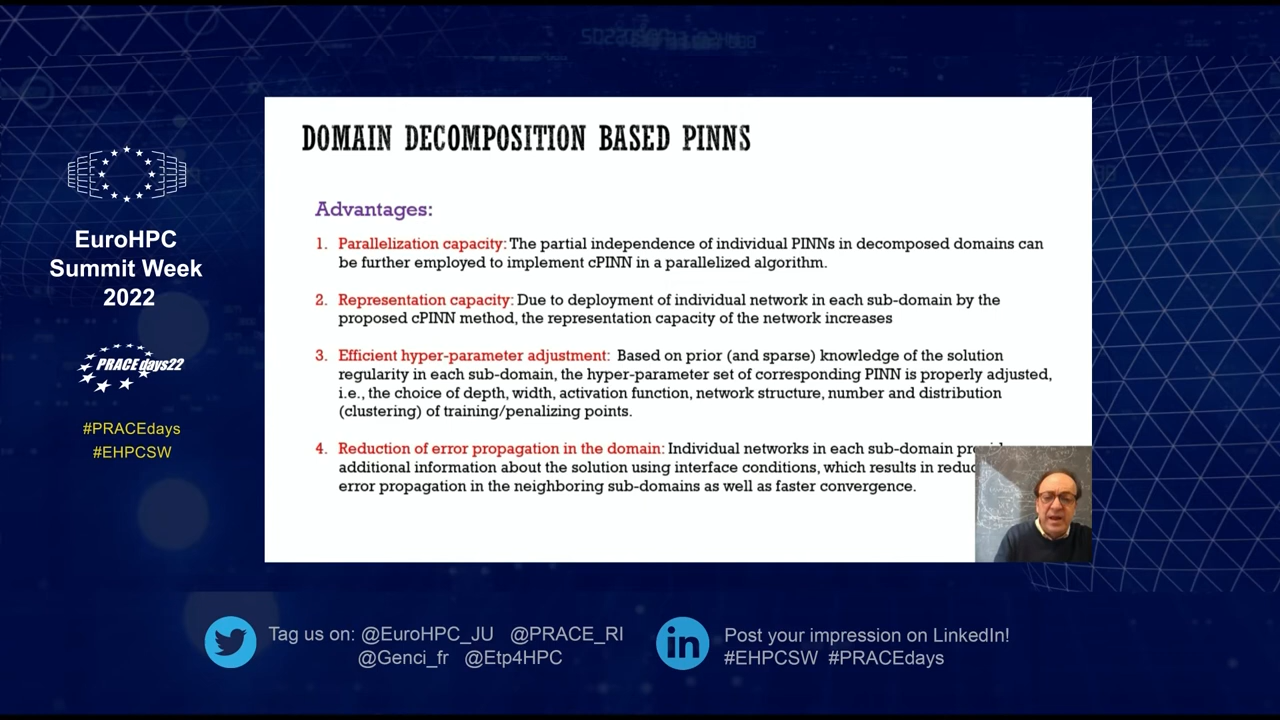 EuroHPC
Summit Week
2022
PRACE days22
#PRACEdays
#EHPCSW
DOMAIN DECOMPOSITION BASED PINNS
Advantages:
1. Parallelization capacity: The partial independence of individual PINNs in decomposed domains can
be further employed to implement cPINN in a parallelized algorithm.
2. Representation capacity: Due to deployment of individual network in each sub-domain by the
proposed cPINN method, the representation capacity of the network increases
3. Efficient hyper-parameter adjustment: Based on prior (and sparse) knowledge of the solution
regularity in each sub-domain, the hyper-parameter set of corresponding PINN is properly adjusted,
i.e., the choice of depth, width, activation function, network structure, number and distribution
(clustering) of training/penalizing points.
4. Reduction of error propagation in the domain: Individual networks in each sub-domain
additional information about the solution using interface conditions, which results in
error propagation in the neighboring sub-domains as well as faster convergence.
Tag us on: @EuroHPC_JU @PRACE_RI
@Genci_fr @Etp4HPC
in
Post your impression on LinkedIn!
#EHPCSW #PRACEdays